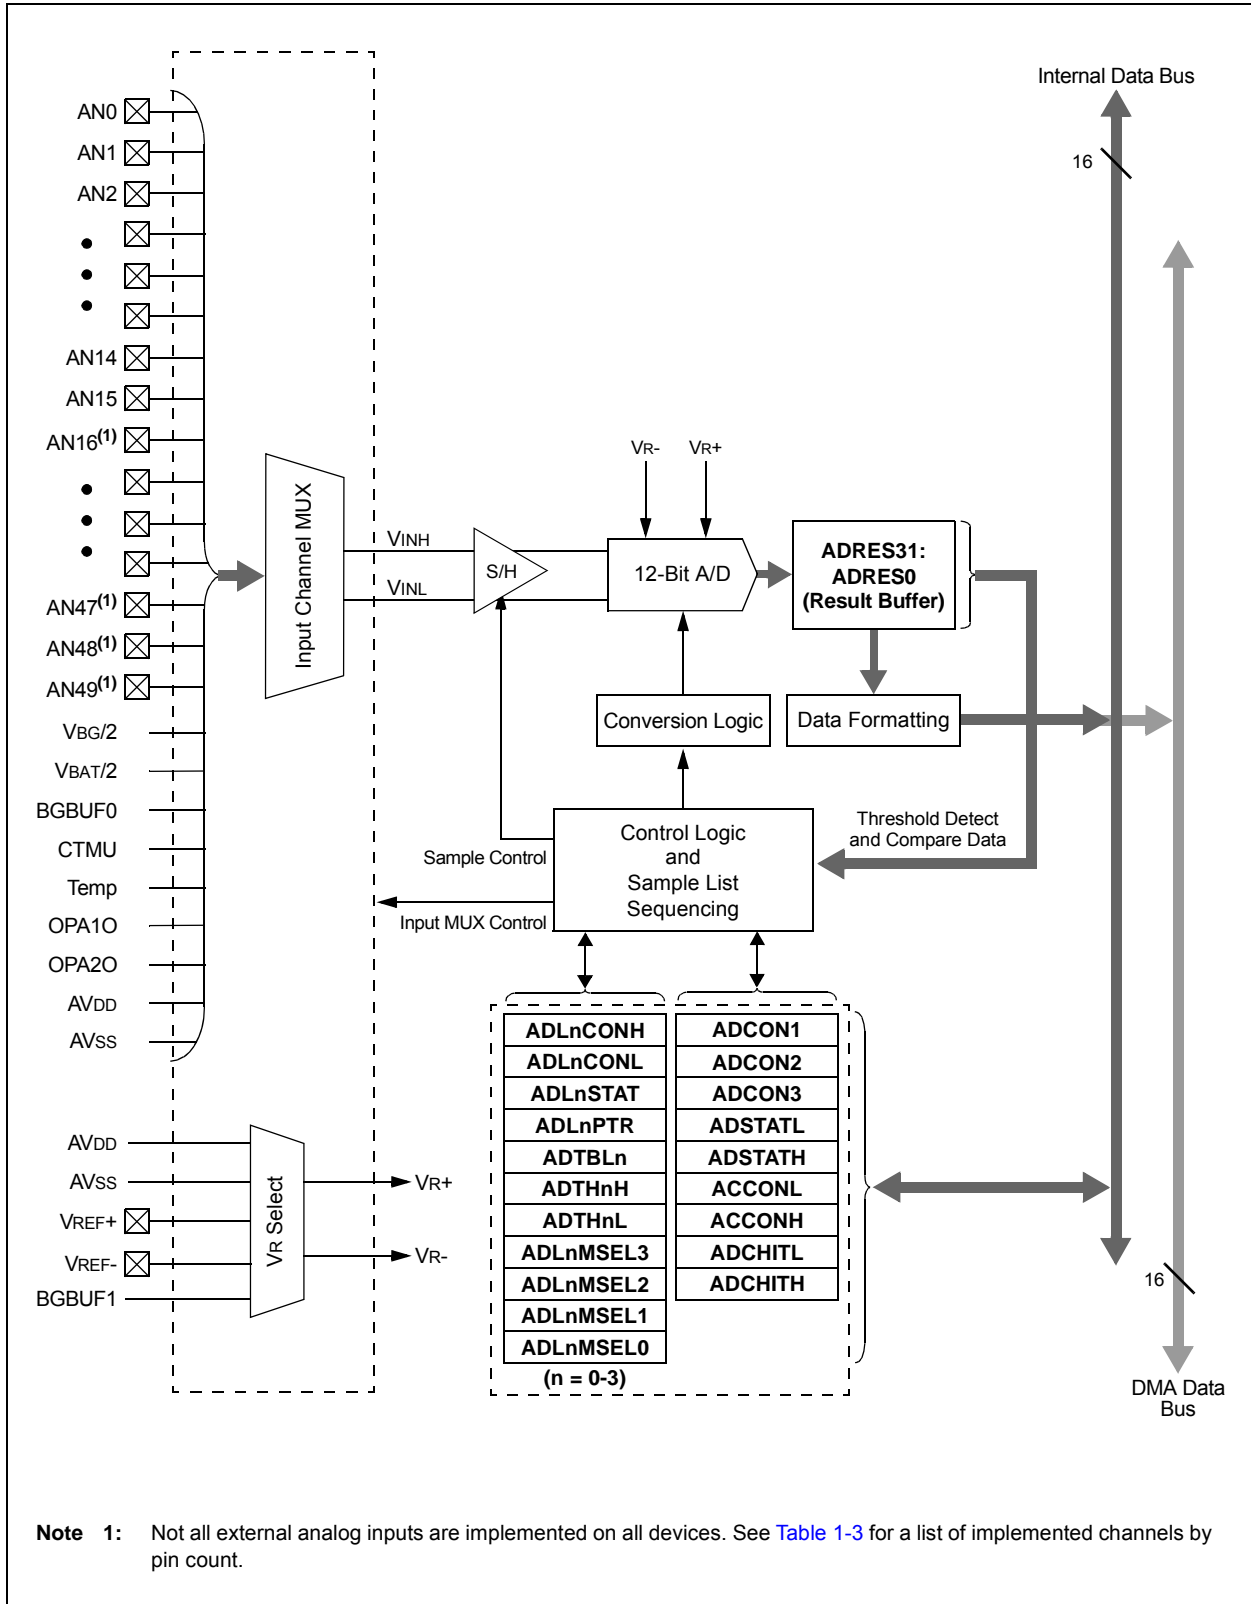 Internal Data Bus
16
AN0
AN1
AN2
AN14
AN15
AN16(1)
AN47(1)
AN48(1)
AN49(1)
VBG/2
VBAT/2
BGBUF0
CTMU
Temp
OPA1O
OPA2O
AVDD
AVSS
Input Channel MUX
VINH
VINL
S/H
VR-
VR+
12-Bit A/D
ADRES31:
ADRES0
(Result Buffer)
Conversion Logic
Data Formatting
Threshold Detect
and Compare Data
Control Logic
and
Sample List
Sequencing
Sample Control
Input MUX Control
AVDD
AVSS
VREF+
VREF-
BGBUF1
VR Select
VR+
VR-
ADLnCONH
ADLnCONL
ADLnSTAT
ADLnPTR
ADTBLn
ADTHnH
ADTHnL
ADLnMSEL3
ADLnMSEL2
ADLnMSEL1
ADLnMSEL0
(n = 0-3)
ADCON1
ADCON2
ADCON3
ADSTATL
ADSTATH
ACCONL
ACCONH
ADCHITL
ADCHITH
16
DMA Data
Bus
Note 1: Not all external analog inputs are implemented on all devices. See Table 1-3 for a list of implemented channels by
pin count.